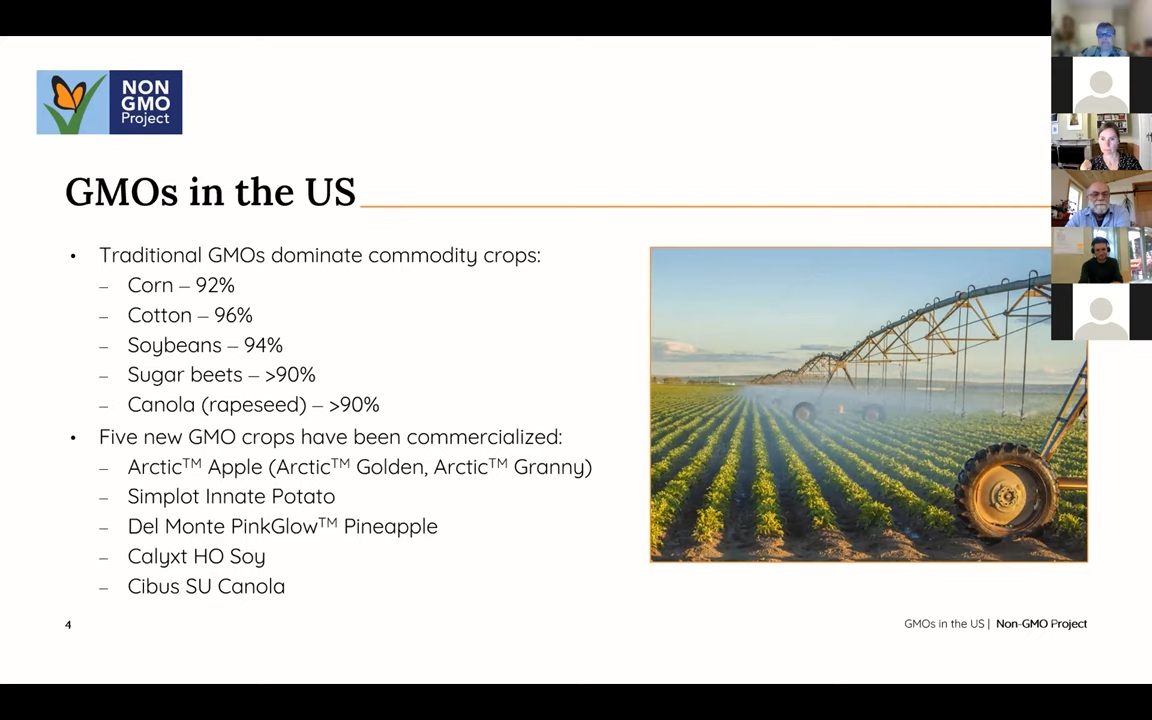 NON
GMO
Project
GMOs in the US
• Traditional GMOs dominate commodity crops:
– Corn – 92%
– Cotton – 96%
– Soybeans – 94%
– Sugar beets – >90%
– Canola (rapeseed) – >90%
• Five new GMO crops have been commercialized:
– Arctic™ Apple (Arctic™ Golden, Arctic™ Granny)
– Simplot Innate Potato
– Del Monte PinkGlow™ Pineapple
– Calyxt HO Soy
– Cibus SU Canola
4
GMOs in the US | Non-GMO Project